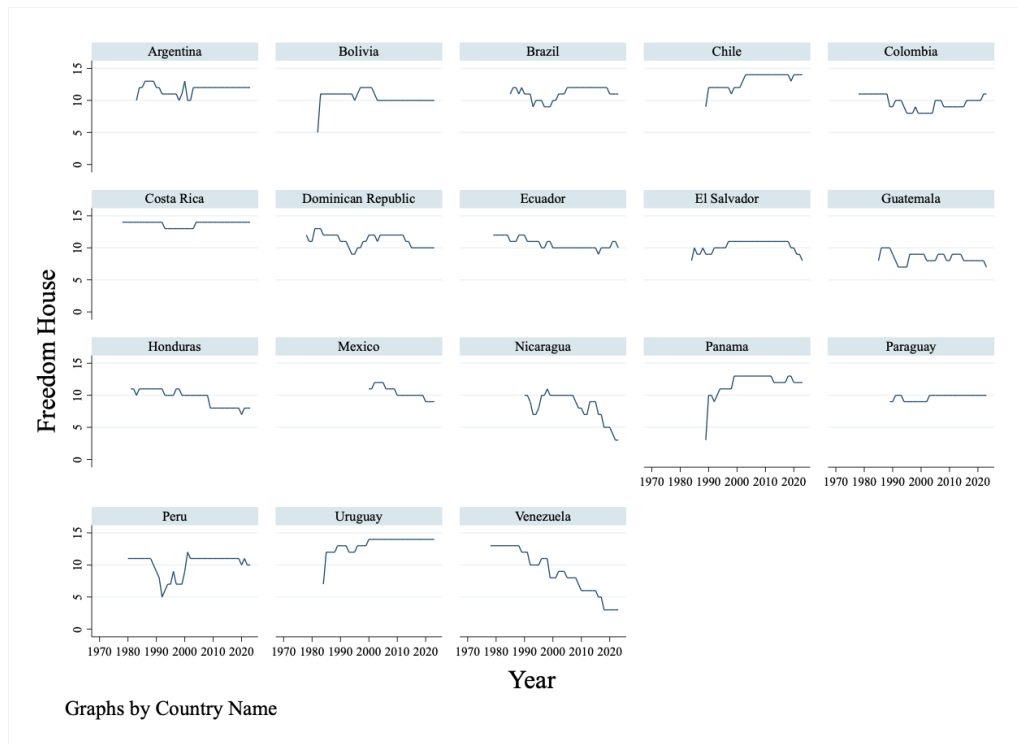 Argentina Bolivia Brazil Chile Colombia
15
10
5
0
Costa Rica Dominican Republic Ecuador El Salvador Guatemala
15
10
5
0
Freedom House
Honduras Mexico Nicaragua Panama Paraguay
15
10
5
0
1970 1980 1990 2000 2010 2020 1970 1980 1990 2000 2010 2020
Peru Uruguay Venezuela
15
10
5
0
1970 1980 1990 2000 2010 2020 1970 1980 1990 2000 2010 2020 1970 1980 1990 2000 2010 2020
Year
Graphs by Country Name